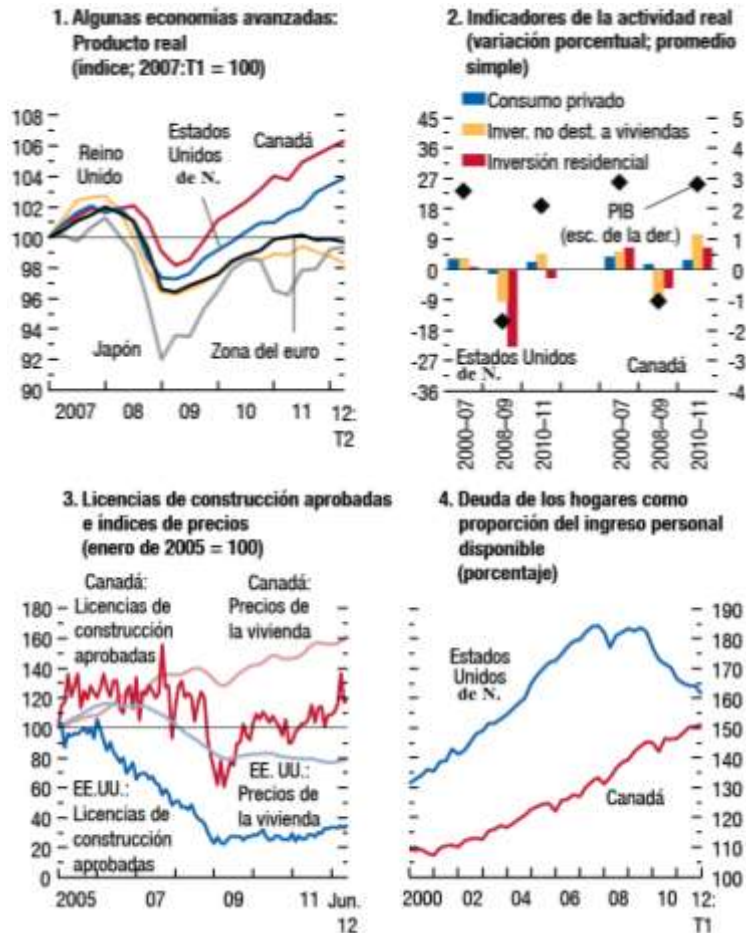 1. Algunas economías avanzadas:
Producto real
(índice; 2007:T1 = 100)
108
106
104
102
100
98
96
94
92
90
Reino
Unido
Estados
Unidos
de N.
Canadá
Japón
Zona del euro
2007 08 09 10 11 12:
T2
2. Indicadores de la actividad real
(variación porcentual; promedio
simple)
Consumo privado
Inver. no dest. a viviendas
Inversión residencial
45
36
27
18
9
0
-9
-18
-27
-36
5
4
3
2
1
0
-1
-2
-3
-4
PIB
(esc. de la der.)
Estados Unidos
de N.
Canadá
2000–07
2008–09
2010–11
2000–07
2008–09
2010–11
3. Licencias de construcción aprobadas
e índices de precios
(enero de 2005 = 100)
180
160
140
120
100
80
60
40
20
0
Canadá:
Licencias de
construcción
aprobadas
Canadá:
Precios de
la vivienda
EE.UU.:
Licencias de
construcción
aprobadas
EE. UU.:
Precios de
la vivienda
2005 07 09 11 Jun.
12
4. Deuda de los hogares como
proporción del ingreso personal
disponible
(porcentaje)
190
180
170
160
150
140
130
120
110
100
Estados
Unidos
de N.
Canadá
2000 02 04 06 08 10 12:
T1